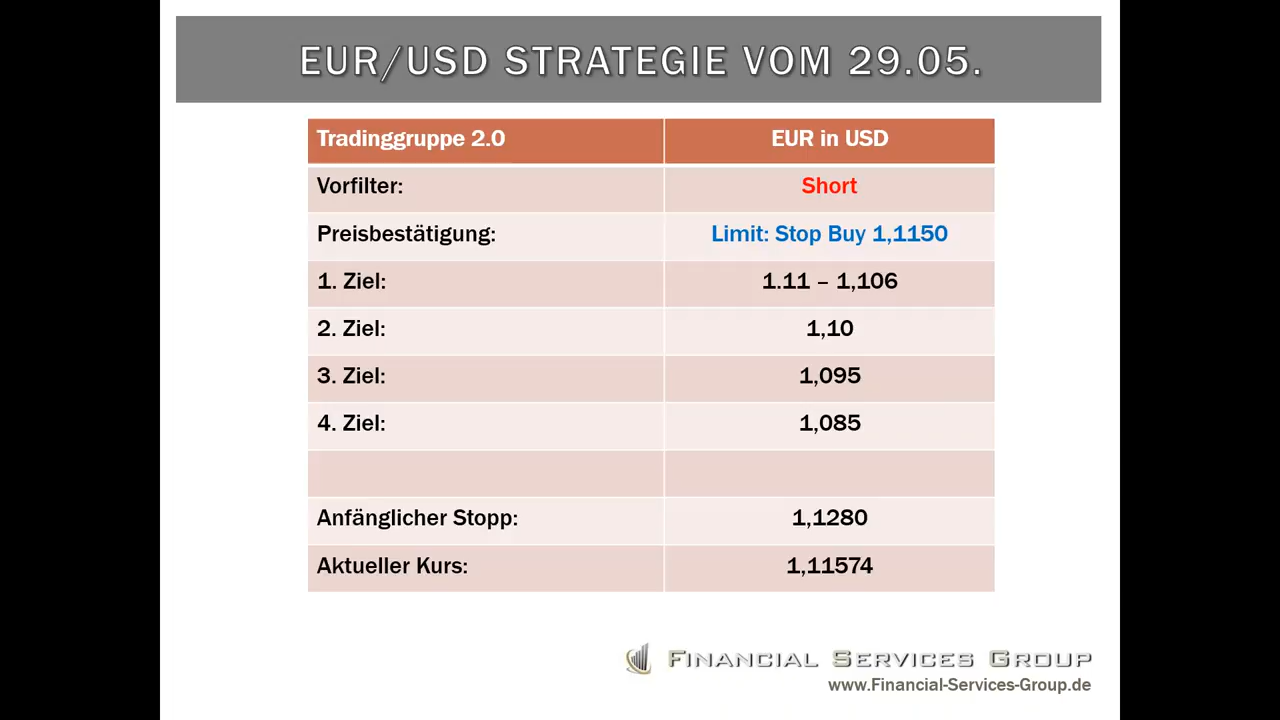 EUR/USD STRATEGIE VOM 29.05.
Tradinggruppe 2.0 EUR in USD
Vorfilter: Short
Preisbestätigung: Limit: Stop Buy 1,1150
1. Ziel: 1.11 – 1,106
2. Ziel: 1,10
3. Ziel: 1,095
4. Ziel: 1,085
Anfänglicher Stopp: 1,1280
Aktueller Kurs: 1,11574
FINANCIAL SERVICES GROUP
www.Financial-Services-Group.de